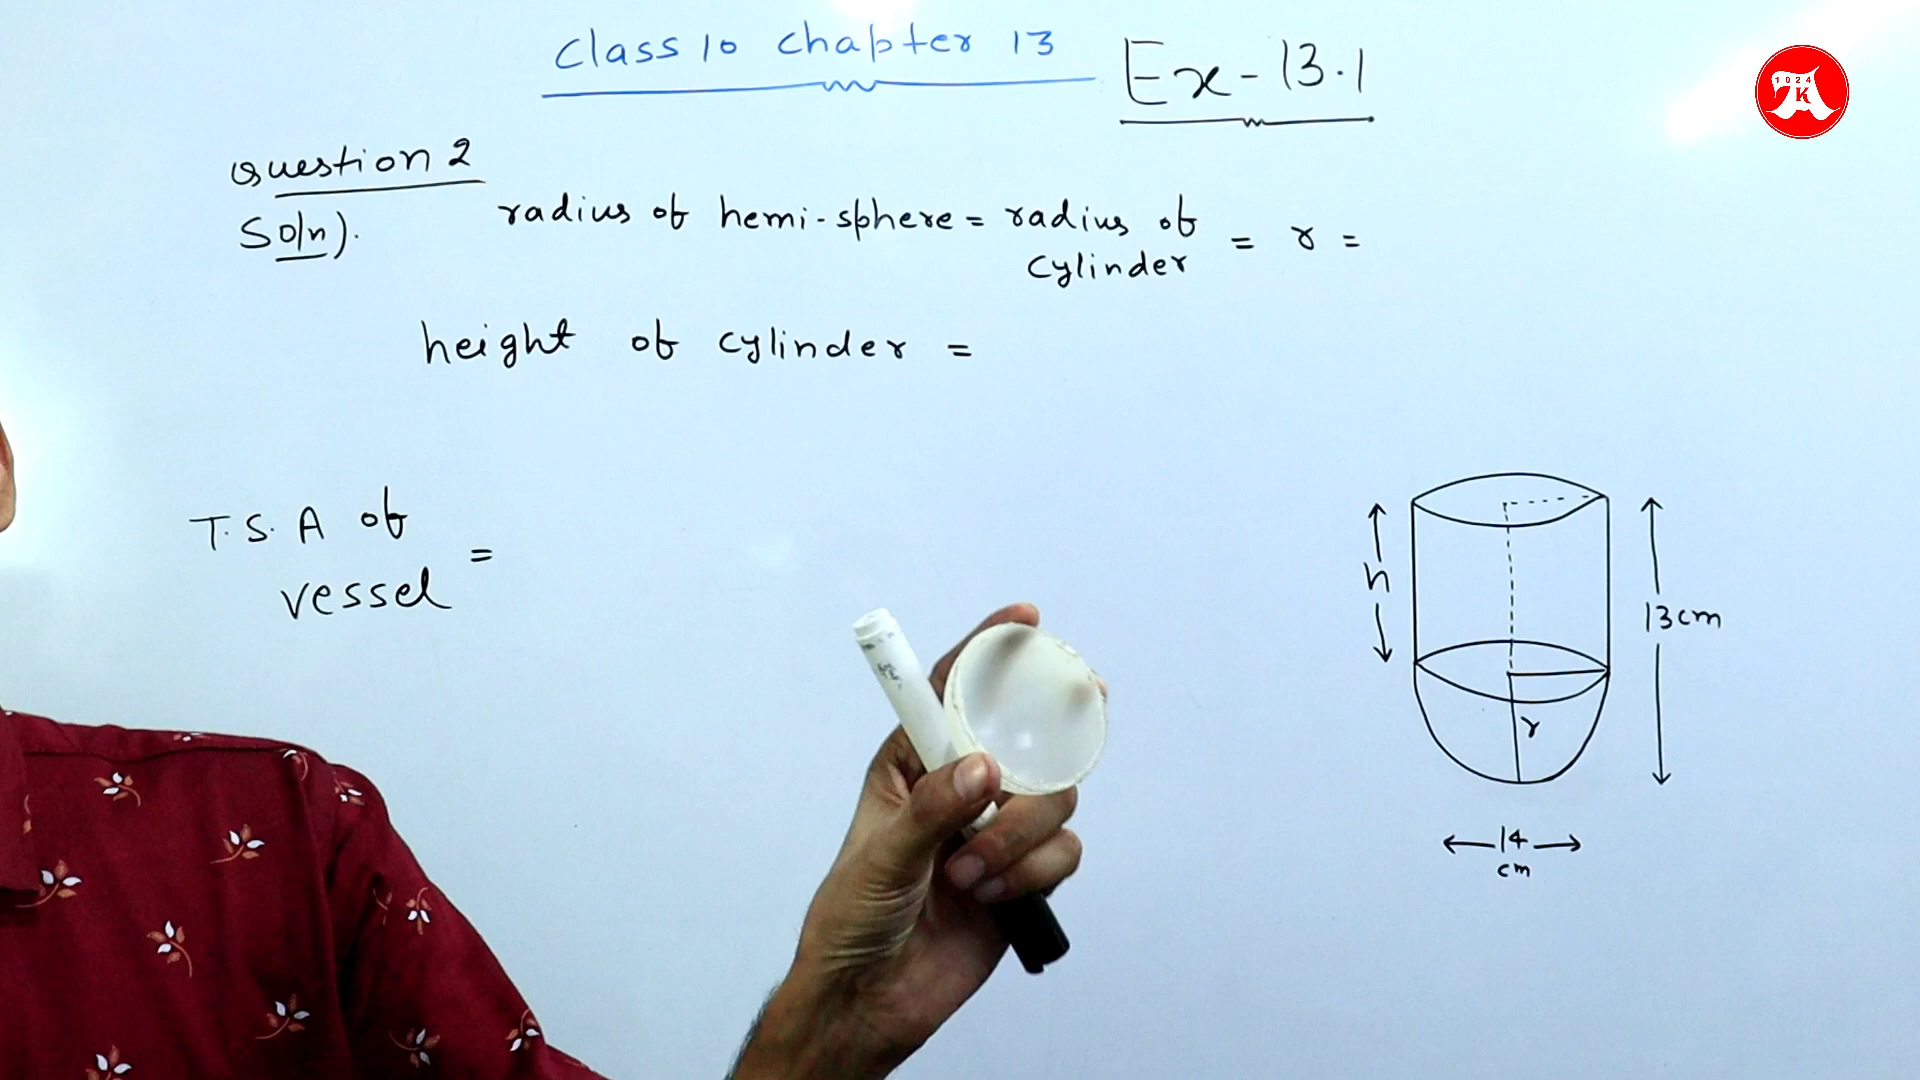 Class 10 Chapter 13 Ex-13.1
Question 2
Soln).
radius of hemi-sphere = radius of cylinder = r =
height of cylinder =
T.S.A of vessel =
h
13cm
r
14 cm
1024
K